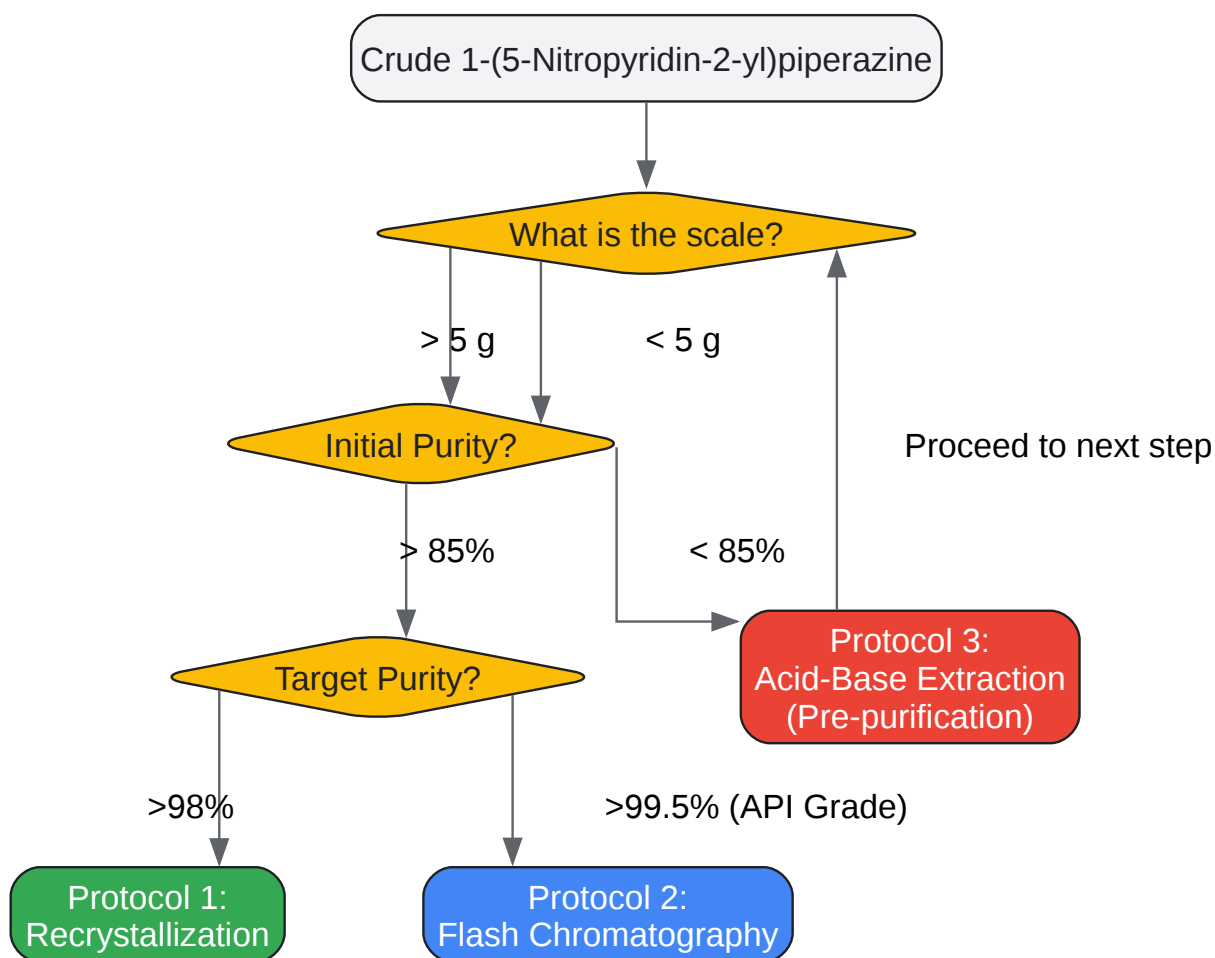 Crude 1-(5-Nitropyridin-2-yl)piperazine
What is the scale?
> 5 g
< 5 g
Initial Purity?
Proceed to next step
> 85%
< 85%
Protocol 3:
Acid-Base Extraction
(Pre-purification)
Target Purity?
>98%
>99.5% (API Grade)
Protocol 1:
Recrystallization
Protocol 2:
Flash Chromatography